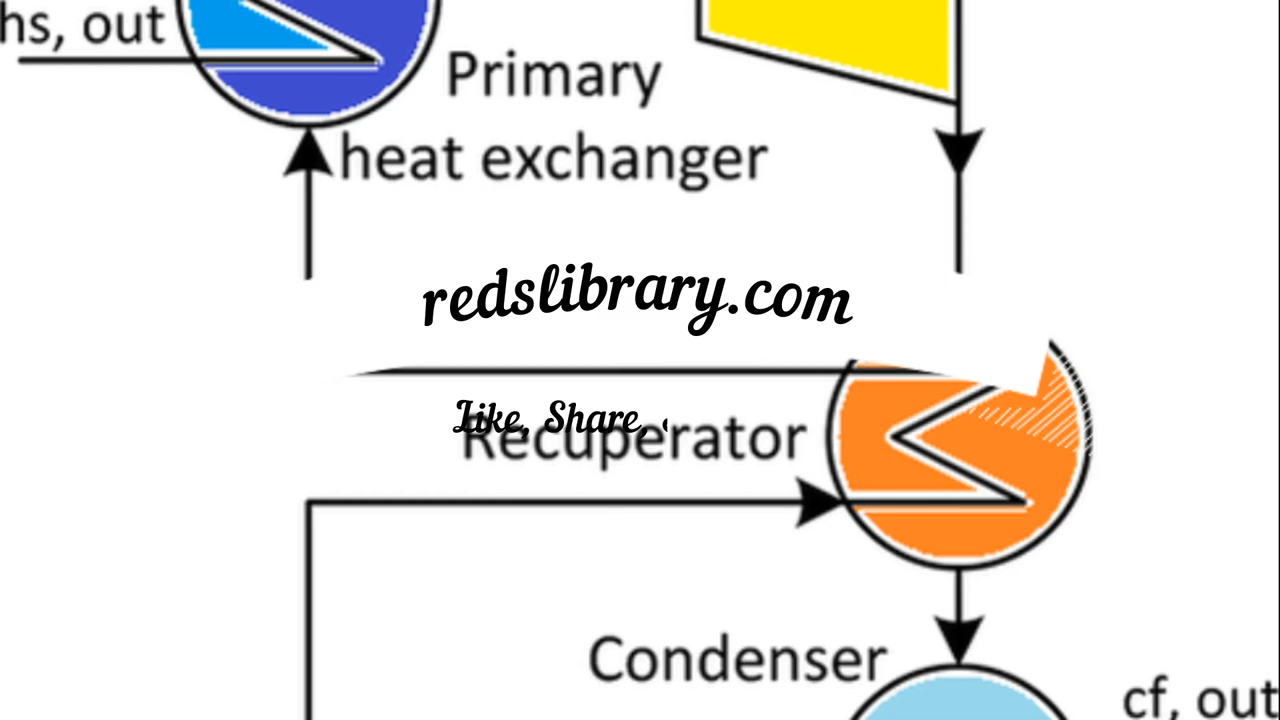 hs, out
Primary
heat exchanger
redslibrary.com
Like, Share,
Recuperator
Condenser
cf, out